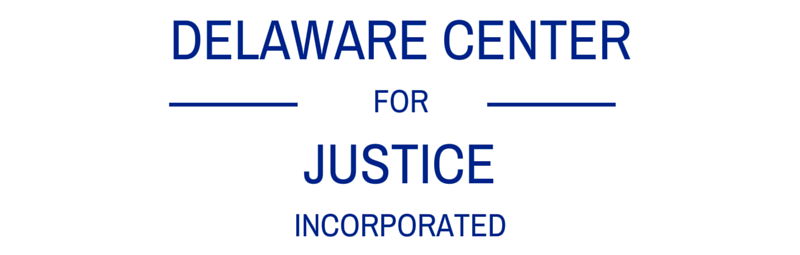 DELAWARE CENTER
FOR
JUSTICE
INCORPORATED